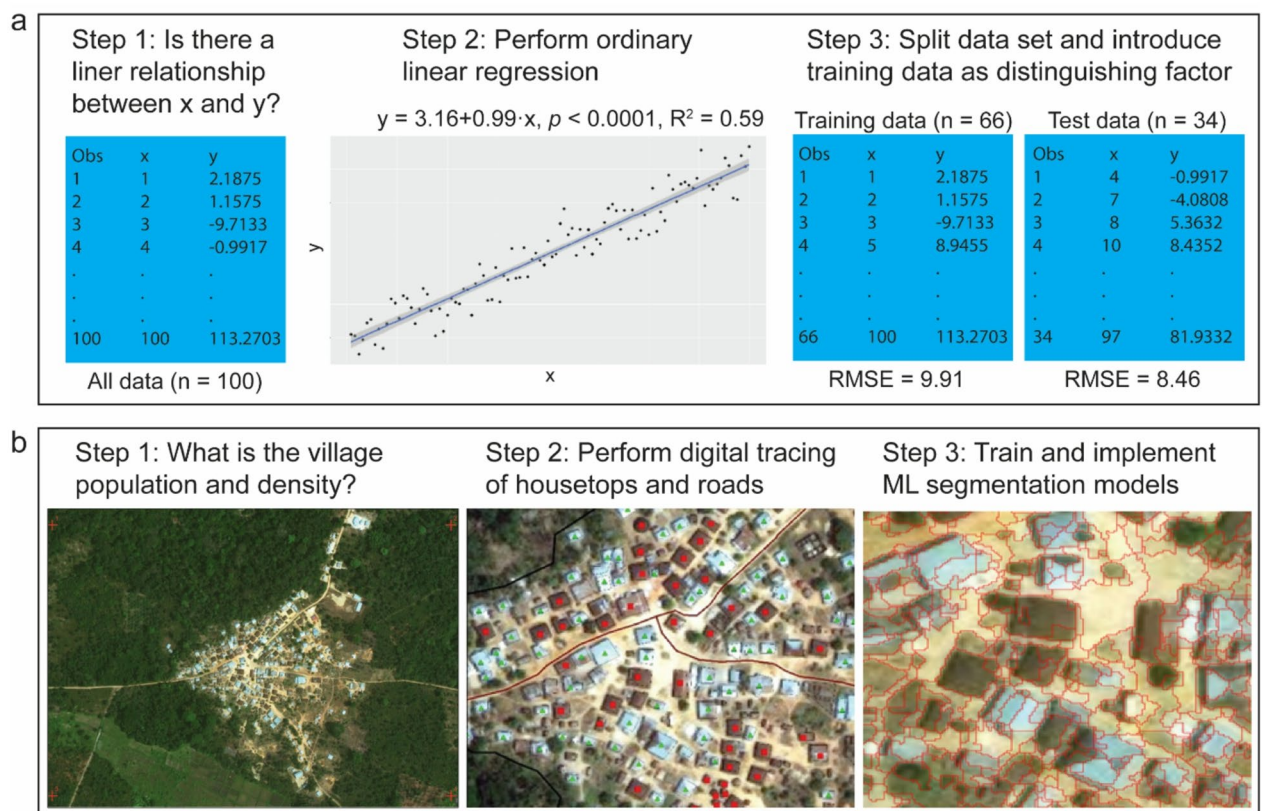 a
Step 1: Is there a
liner relationship
between x and y?
Obs x y
1 1 2.1875
2 2 1.1575
3 3 -9.7133
4 4 -0.9917
. . .
. . .
. . .
100 100 113.2703
All data (n = 100)
Step 2: Perform ordinary
linear regression
y = 3.16+0.99·x, p < 0.0001, R² = 0.59
y
x
Step 3: Split data set and introduce
training data as distinguishing factor
Training data (n = 66)
Obs x y
1 1 2.1875
2 2 1.1575
3 3 -9.7133
4 5 8.9455
. . .
. . .
. . .
66 100 113.2703
RMSE = 9.91
Test data (n = 34)
Obs x y
1 4 -0.9917
2 7 -4.0808
3 8 5.3632
4 10 8.4352
. . .
. . .
. . .
34 97 81.9332
RMSE = 8.46
b
Step 1: What is the village
population and density?
Step 2: Perform digital tracing
of housetops and roads
Step 3: Train and implement
ML segmentation models